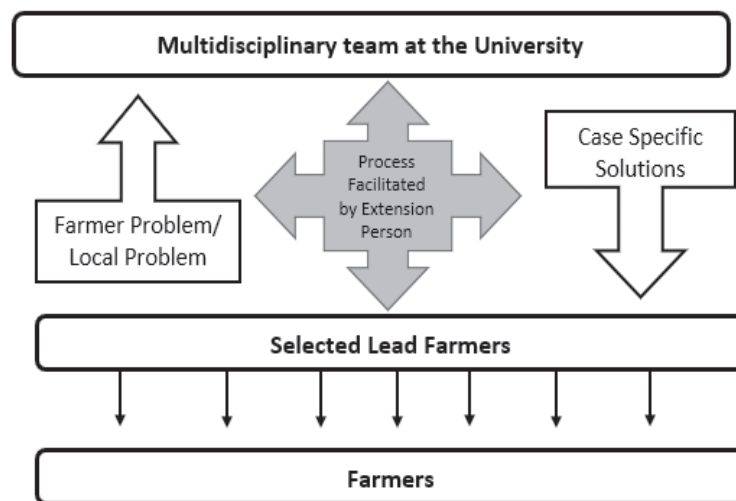 Multidisciplinary team at the University
Process
Facilitated
by Extension
Person
Case Specific
Solutions
Farmer Problem/
Local Problem
Selected Lead Farmers
Farmers